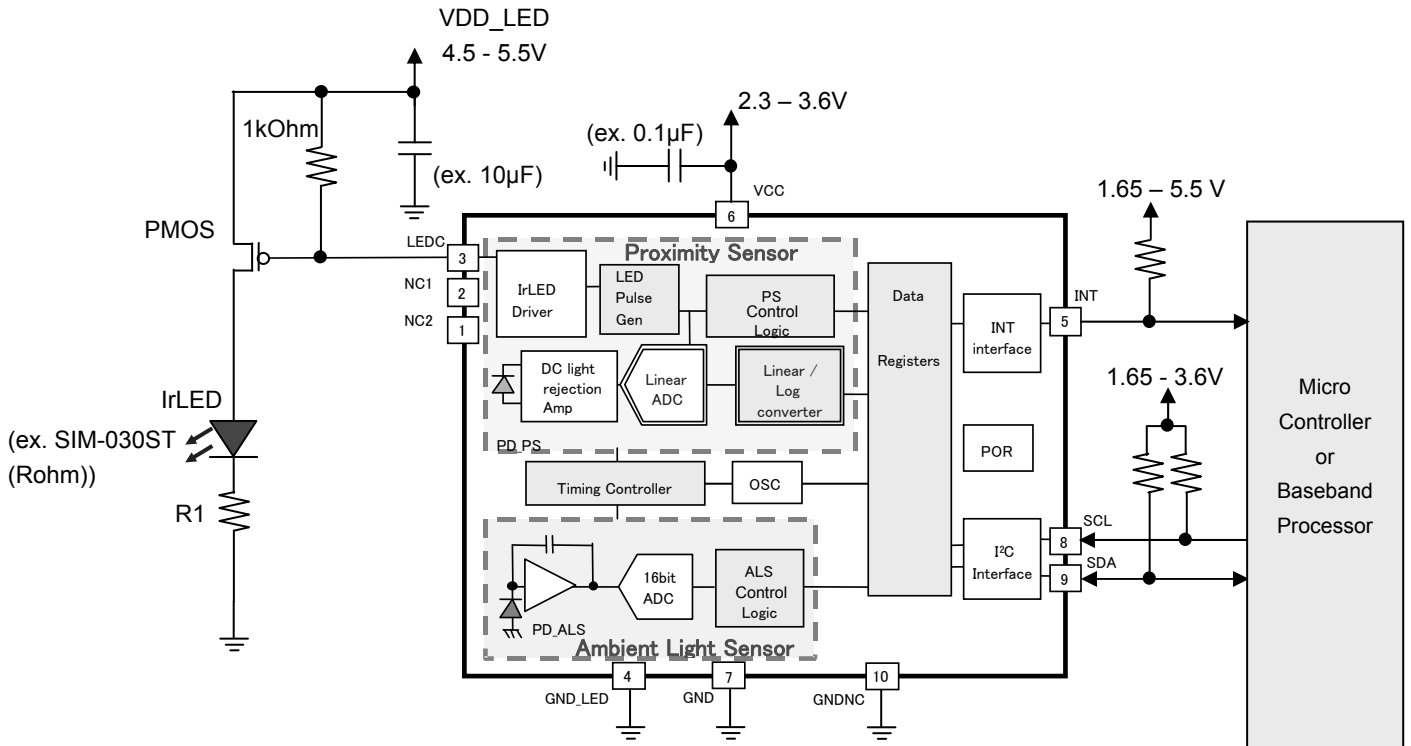 VDD_LED
4.5 - 5.5V
1kOhm
(ex. 10µF)
2.3 – 3.6V
(ex. 0.1µF)
VCC
6
1.65 – 5.5 V
PMOS
LEDC
3
NC1
2
NC2
1
Proximity Sensor
IrLED
Driver
LED
Pulse
Gen
PS
Control
Logic
DC light
rejection
Amp
Linear
ADC
Linear /
Log
converter
PD_PS
Data
Registers
INT
interface
INT
5
1.65 - 3.6V
POR
Micro
Controller
or
Baseband
Processor
IrLED
(ex. SIM-030ST
(Rohm))
R1
Timing Controller
OSC
I²C
Interface
SCL
8
SDA
9
16bit
ADC
ALS
Control
Logic
PD_ALS
Ambient Light Sensor
4
GND_LED
7
GND
10
GNDNC